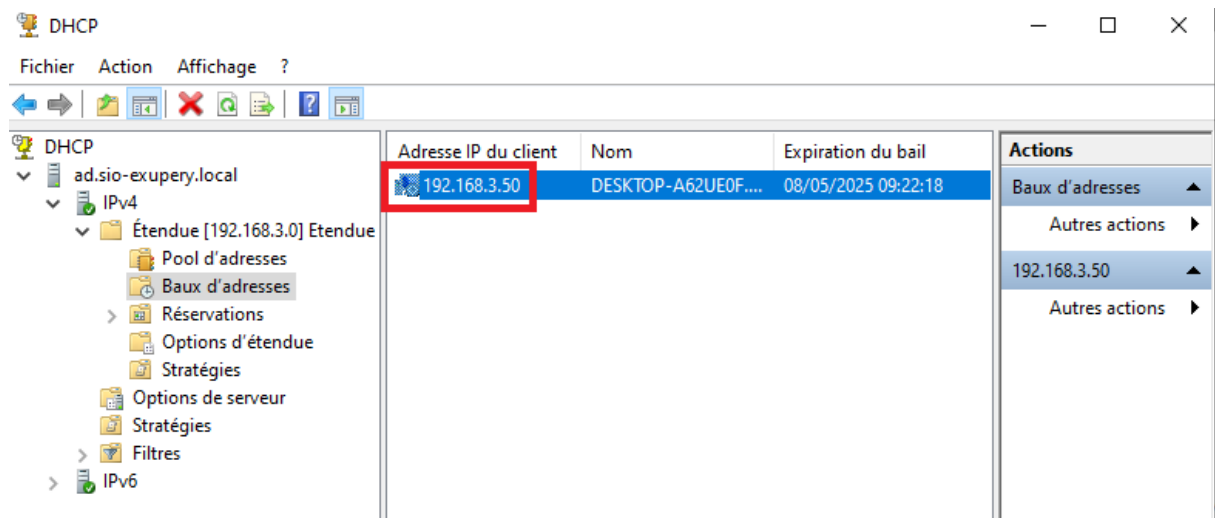 DHCP
Fichier Action Affichage ?
DHCP
ad.sio-exupery.local
IPv4
Étendue [192.168.3.0] Etendue
Pool d'adresses
Baux d'adresses
Réservations
Options d'étendue
Stratégies
Options de serveur
Stratégies
Filtres
IPv6
Adresse IP du client Nom Expiration du bail
192.168.3.50 DESKTOP-A62UE0F.... 08/05/2025 09:22:18
Actions
Baux d'adresses
Autres actions
192.168.3.50
Autres actions